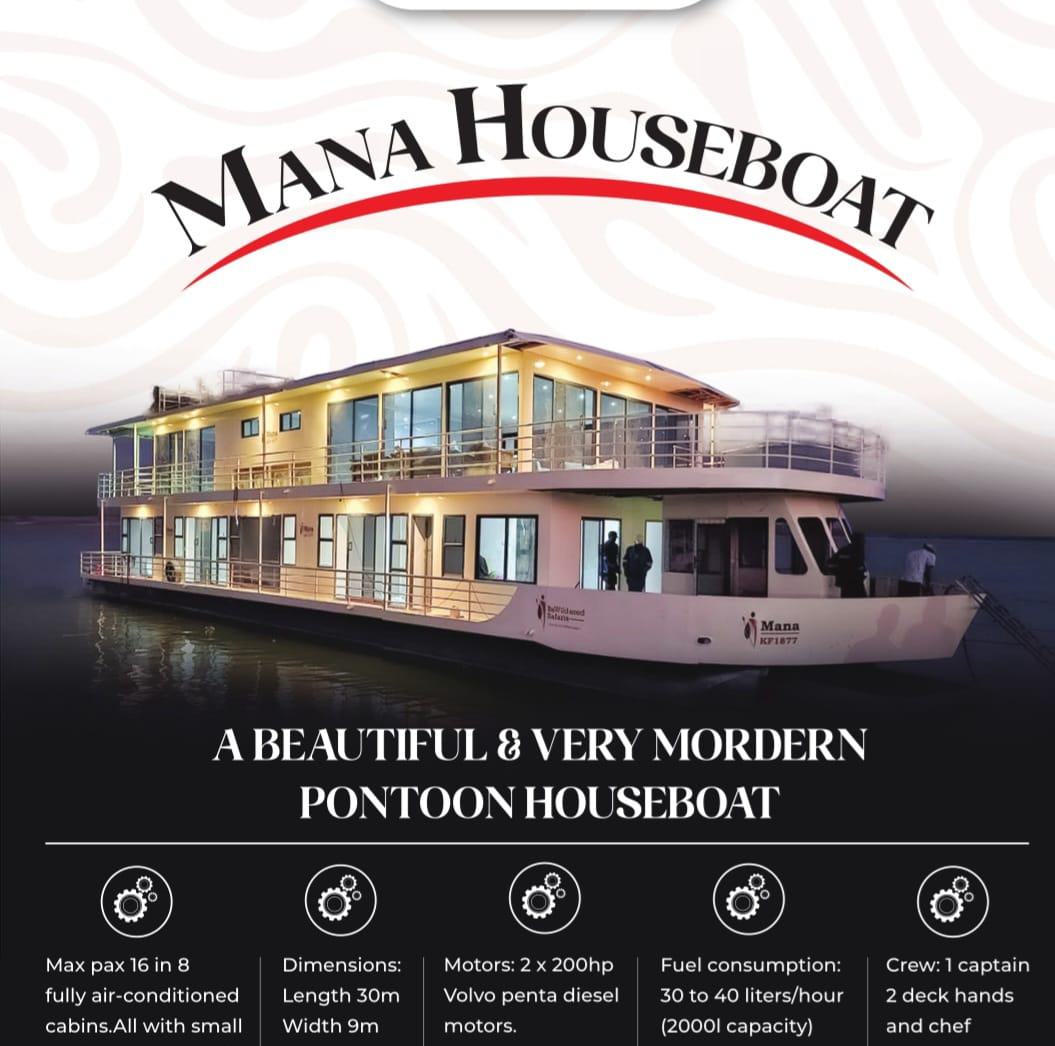 MANA HOUSEBOAT
BeWildered
Safaris
Mana
KF1877
A BEAUTIFUL & VERY MORDERN
PONTOON HOUSEBOAT
Max pax 16 in 8
fully air-conditioned
cabins.All with small
Dimensions:
Length 30m
Width 9m
Motors: 2 x 200hp
Volvo penta diesel
motors.
Fuel consumption:
30 to 40 liters/hour
(2000l capacity)
Crew: 1 captain
2 deck hands
and chef